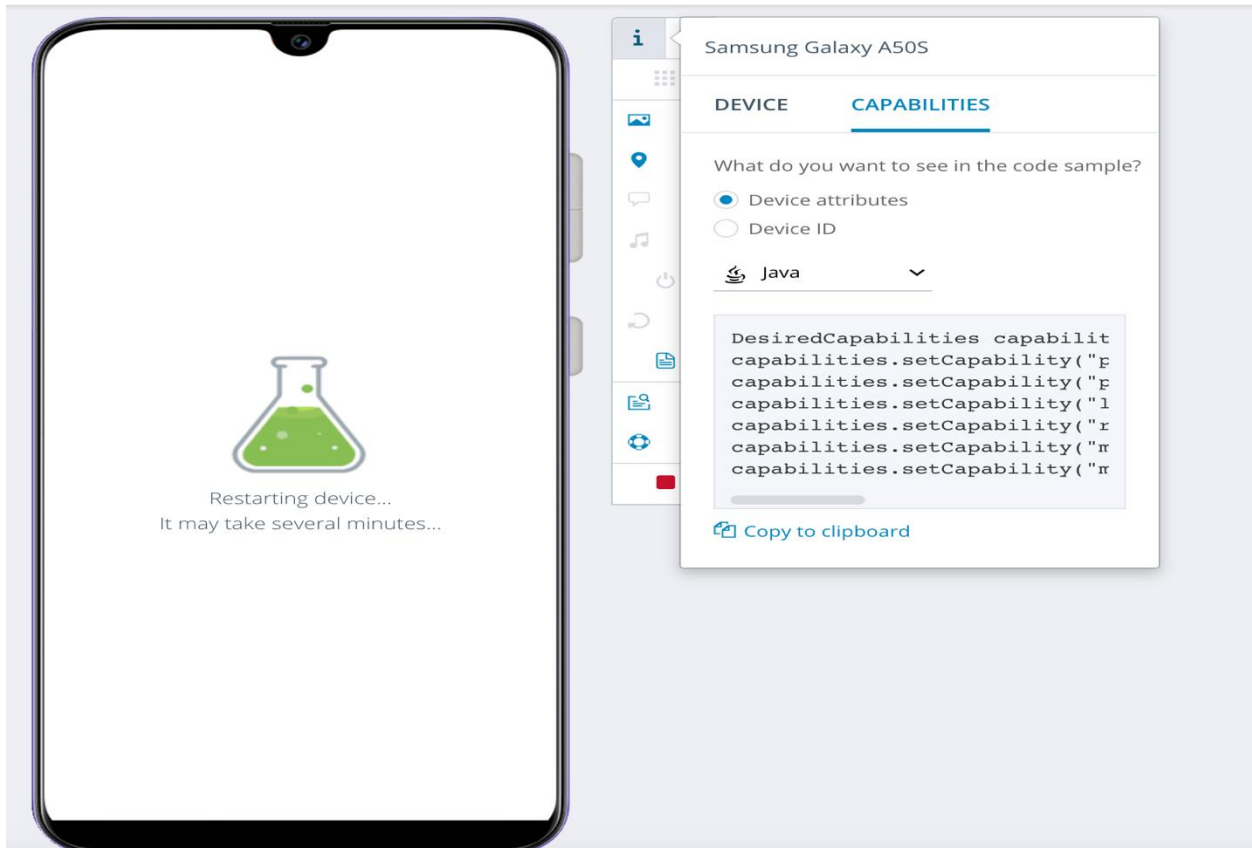 Restarting device...
It may take several minutes...
i
Samsung Galaxy A50S
DEVICE CAPABILITIES
What do you want to see in the code sample?
Device attributes
Device ID
Java
DesiredCapabilities capabilit
capabilities.setCapability("p
capabilities.setCapability("p
capabilities.setCapability("l
capabilities.setCapability("r
capabilities.setCapability("m
capabilities.setCapability("m
Copy to clipboard